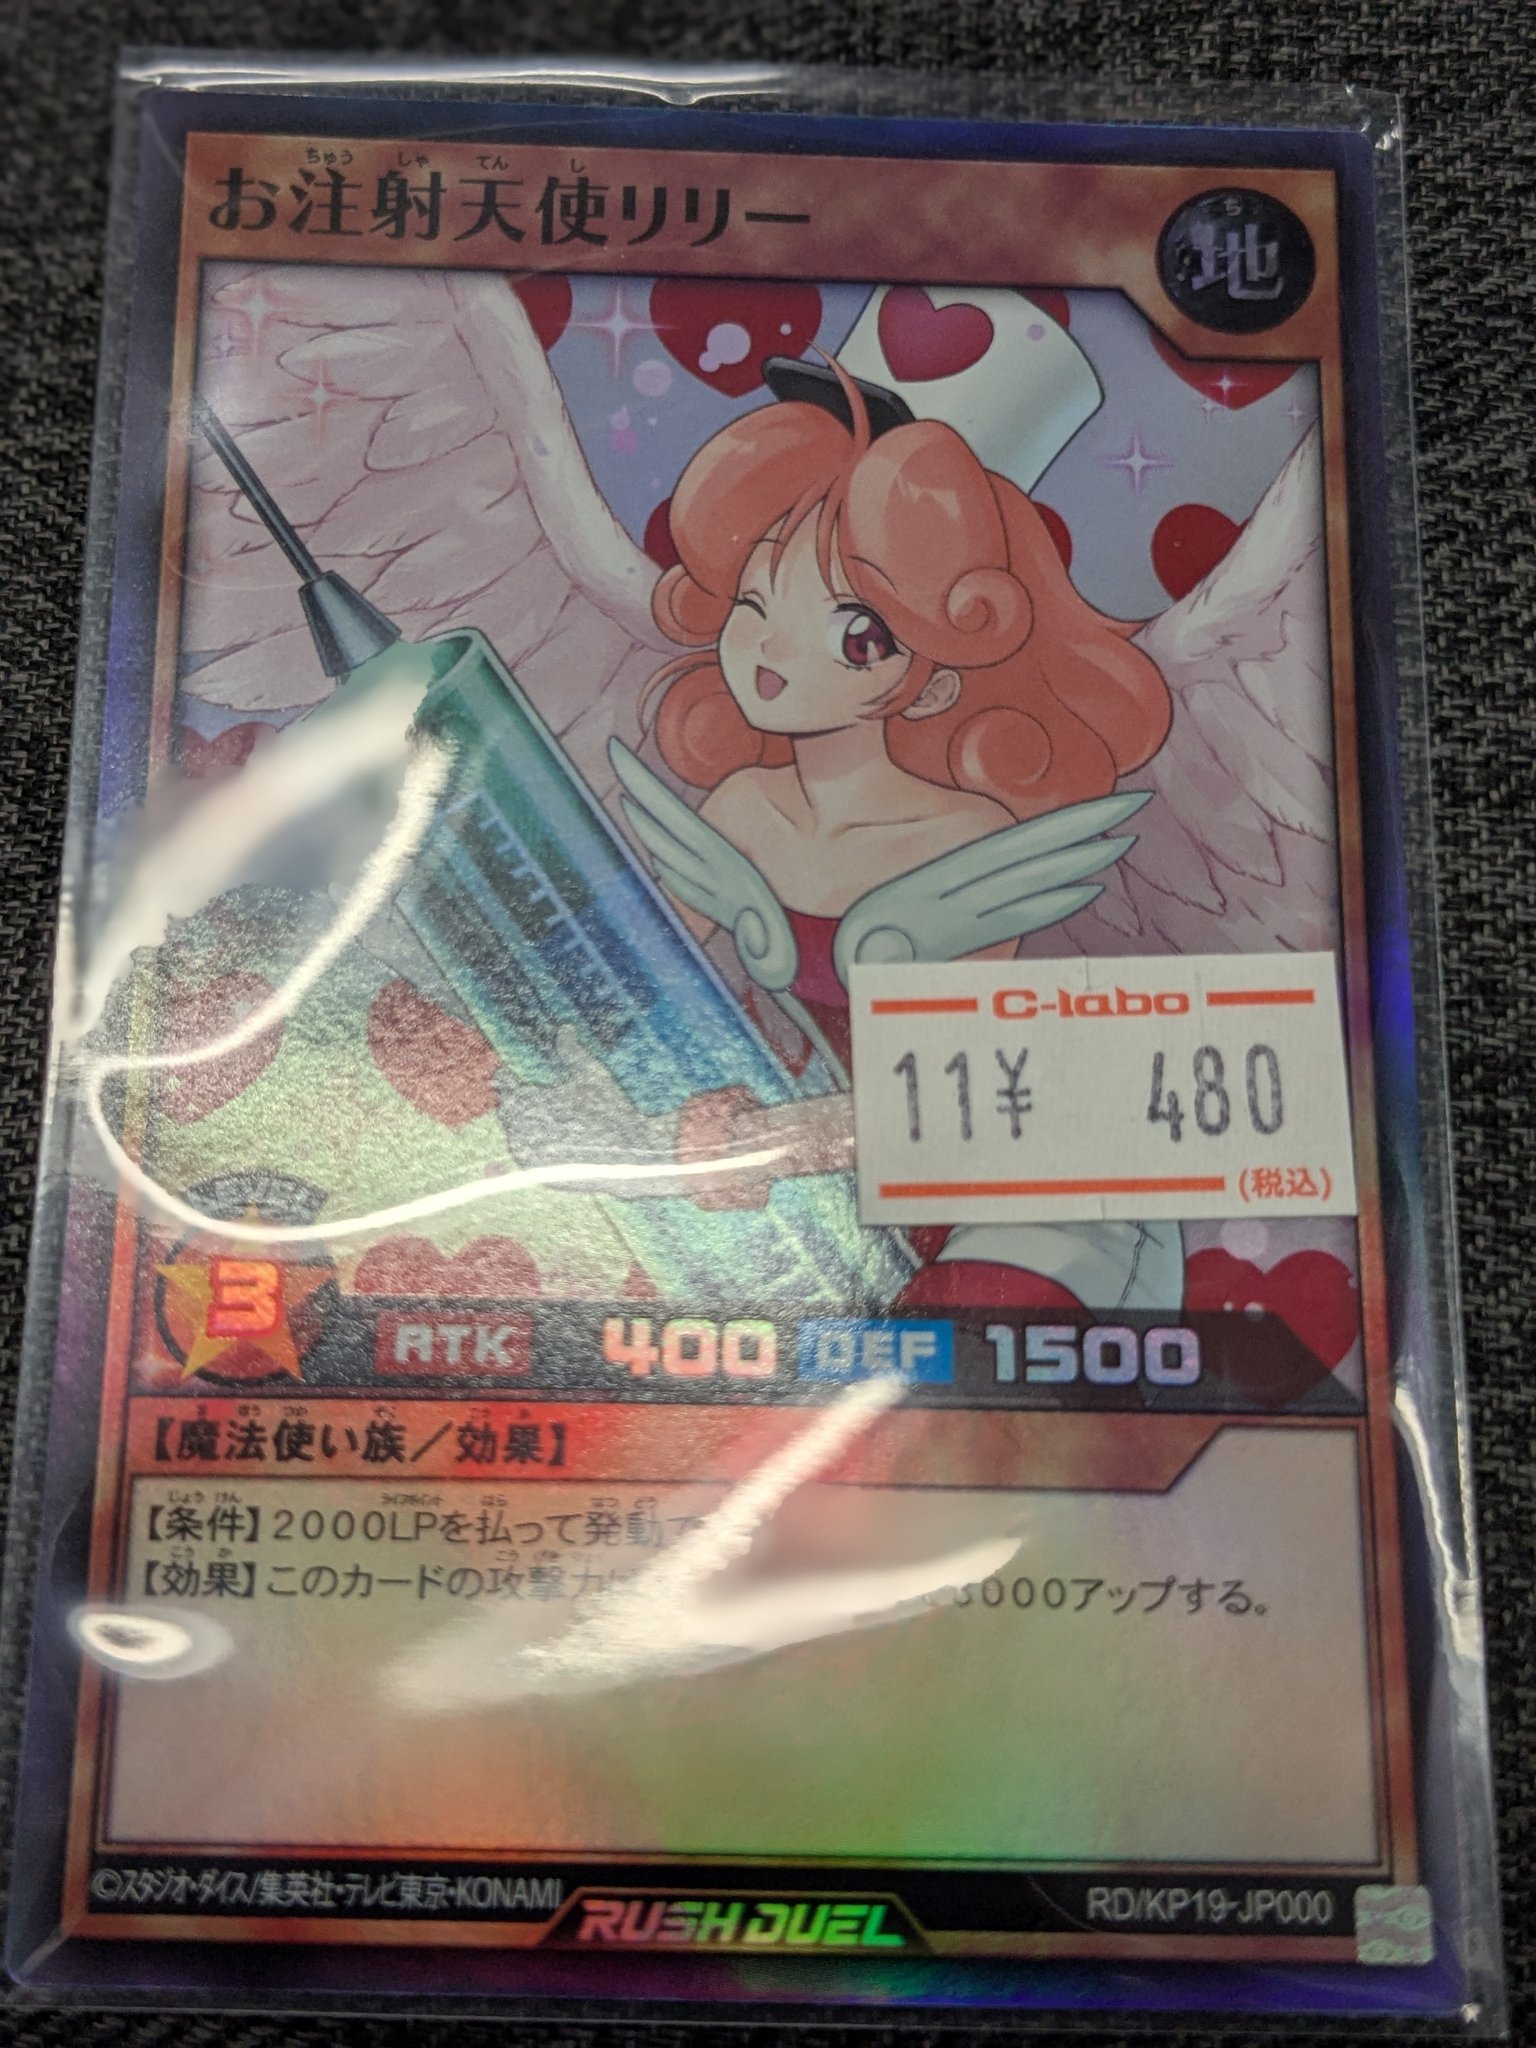 お注射天使リリー
地
C-labo
11¥ 480
(税込)
3
ATK 400 DEF 1500
【魔法使い族／効果】
【条件】2000LPを払って発動
【効果】このカードの攻撃力は 3000アップする。
©スタジオ・ダイス/集英社・テレビ東京・KONAMI
RUSH DUEL
RD/KP19-JP000